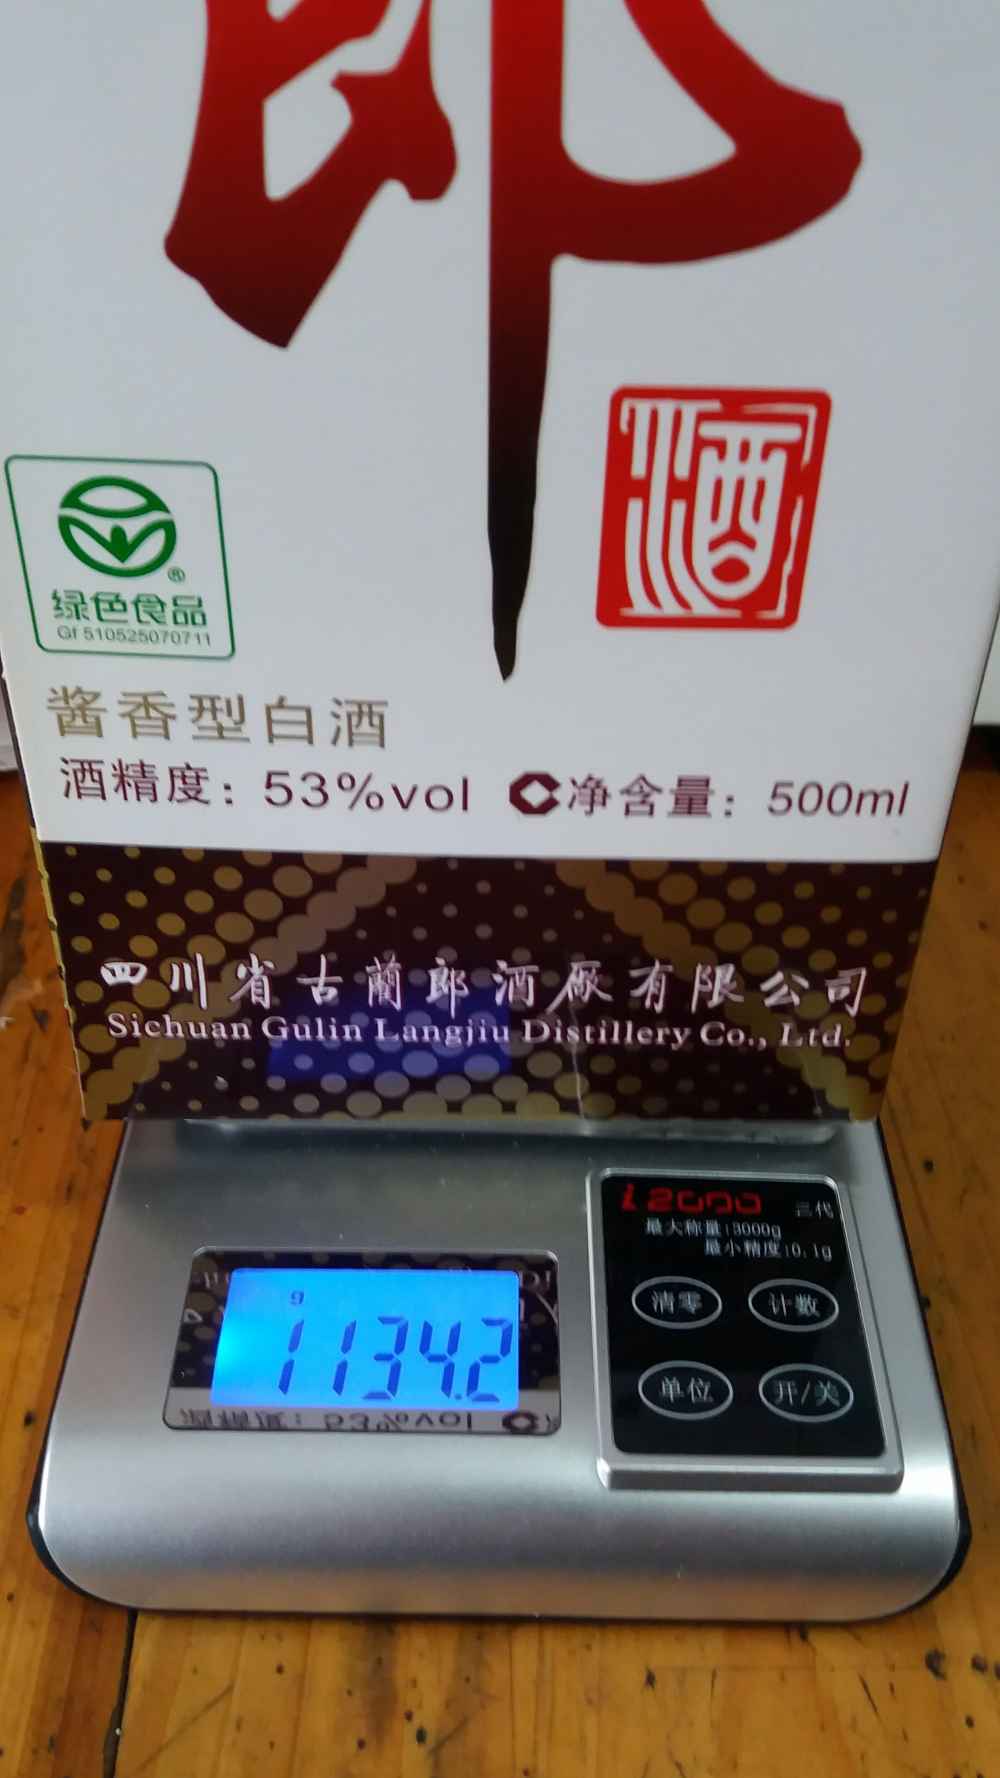 郎
酒
绿色食品
Gf 510525070711
酱香型白酒
酒精度：53%vol C净含量：500ml
四川省古蔺郎酒厂有限公司
Sichuan Gulin Langjiu Distillery Co., Ltd.
i2000 三代
最大称量:3000g
最小精度:0.1g
清零 计数
单位 开/关
g
1134.2